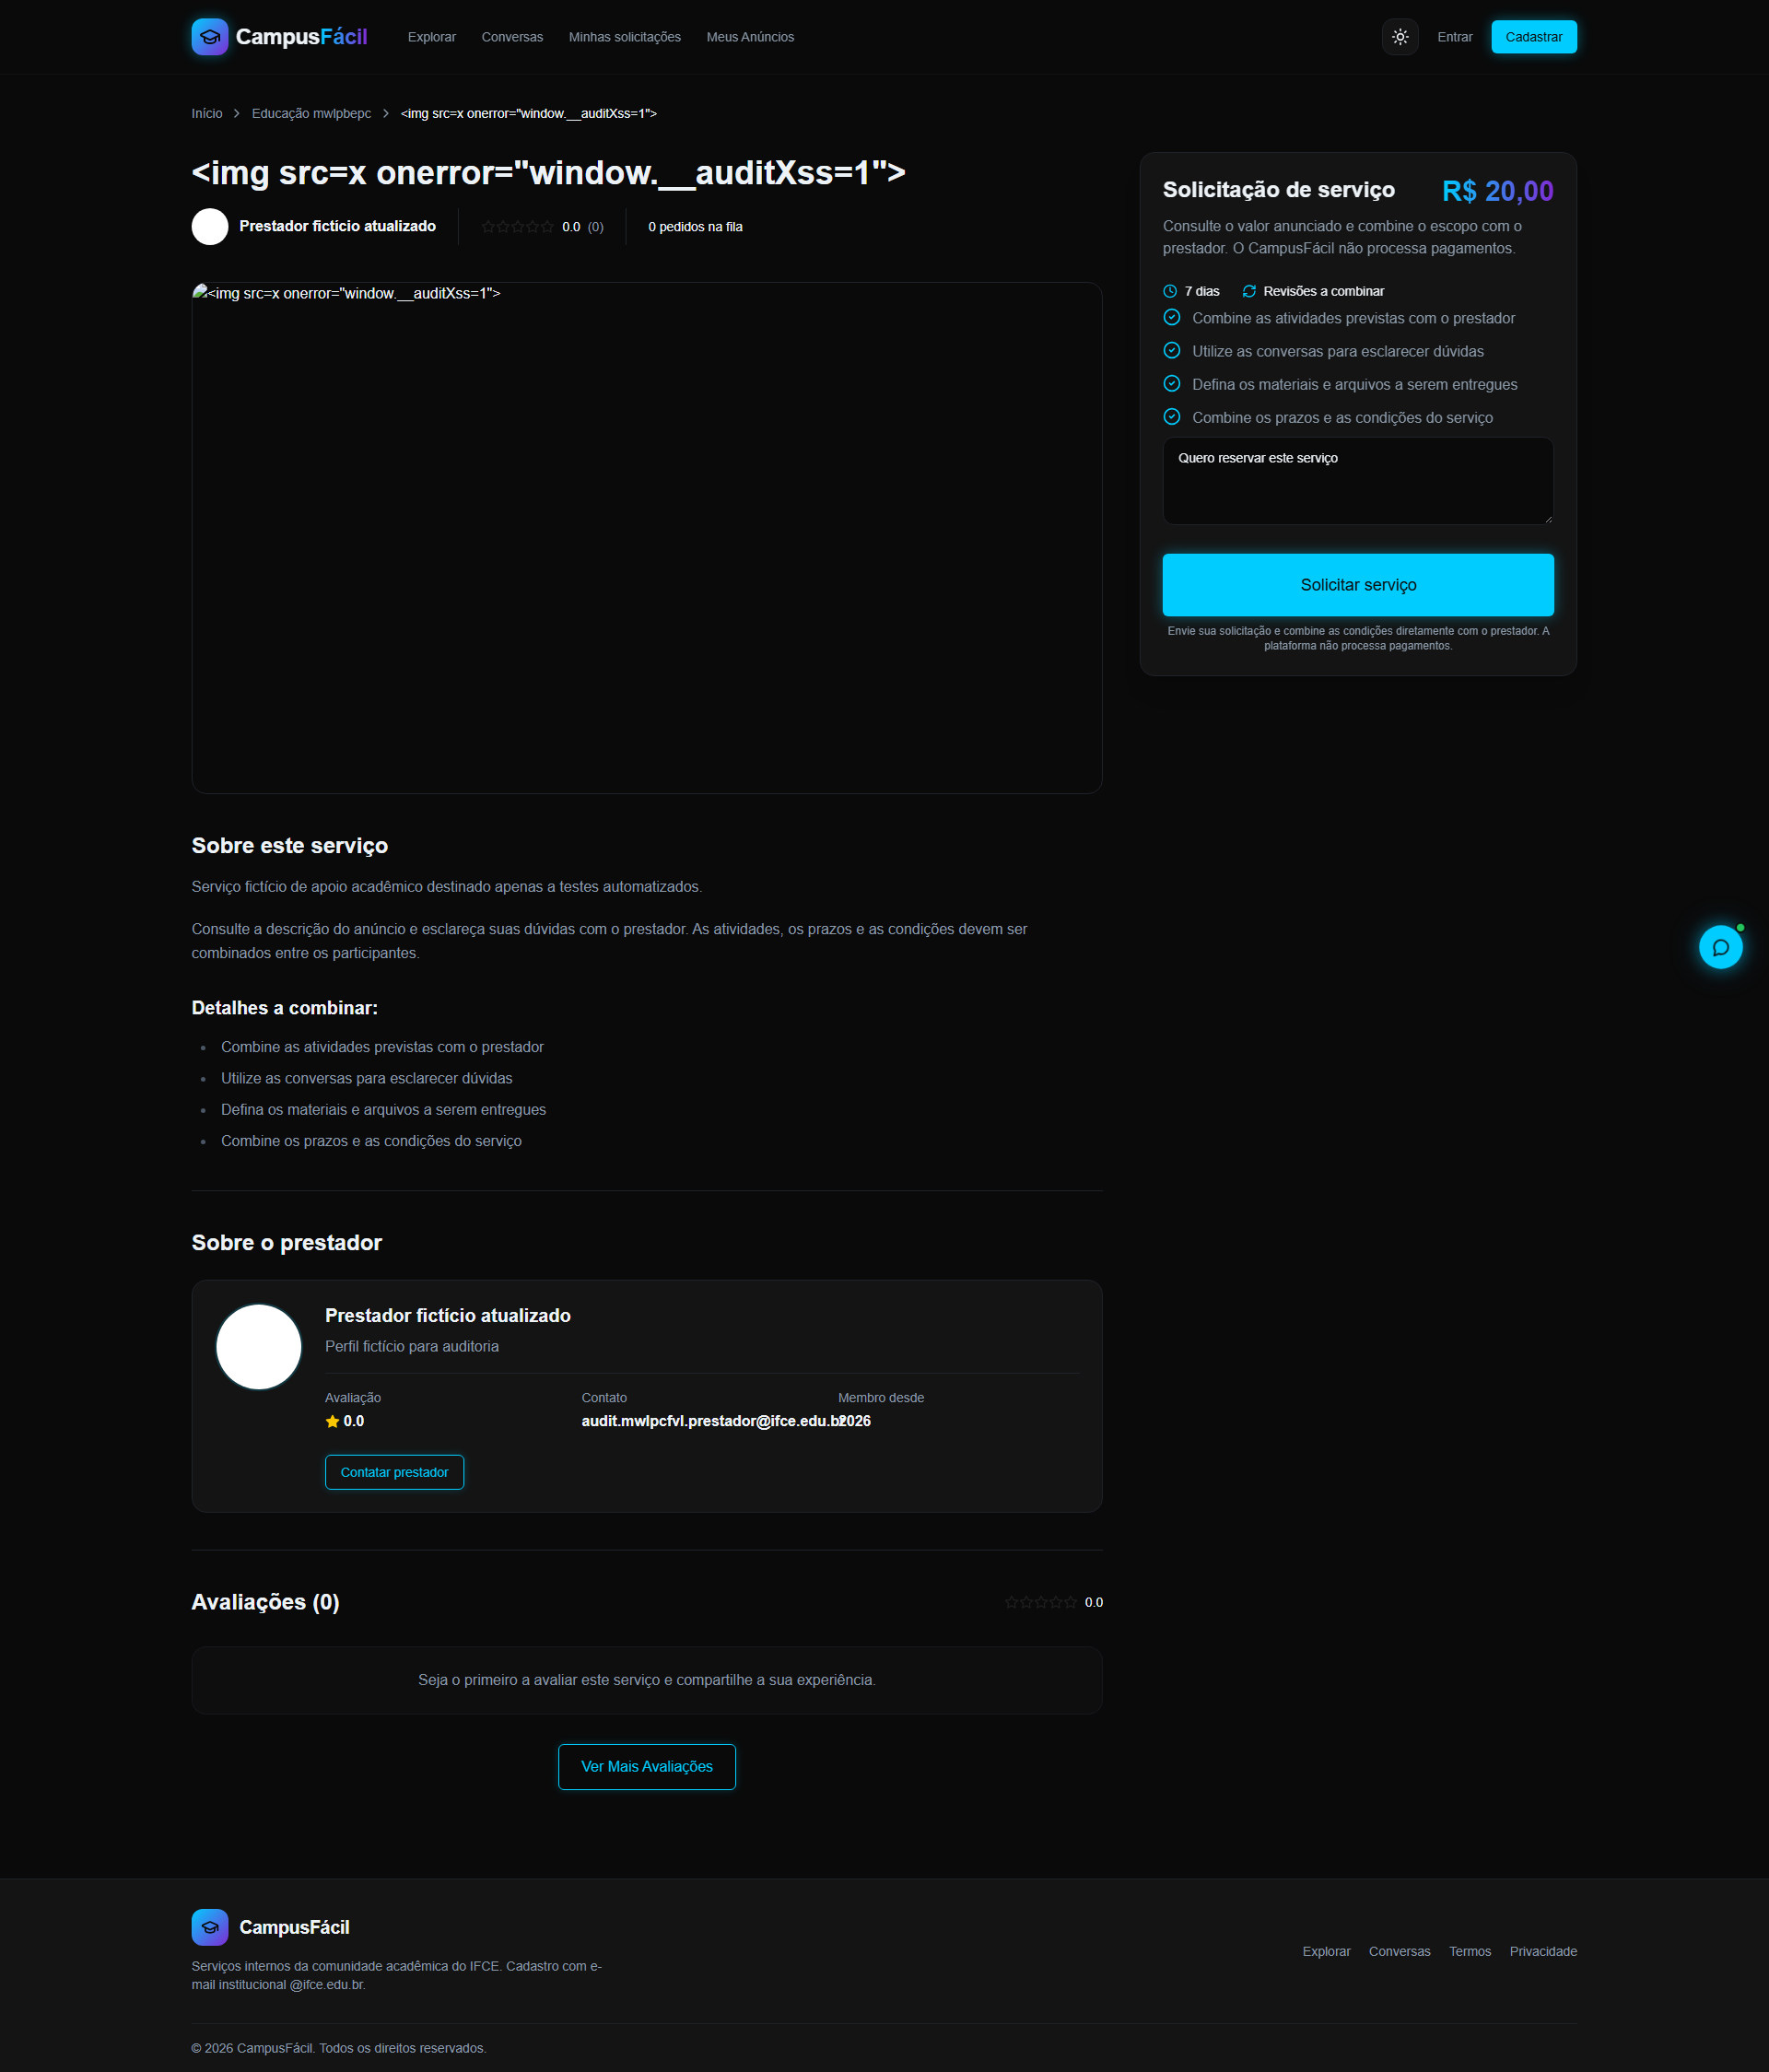 CampusFácil
Explorar
Conversas
Minhas solicitações
Meus Anúncios
Entrar
Cadastrar
Início
Educação mwlpbepc
<img src=x onerror="window.__auditXss=1">
<img src=x onerror="window.__auditXss=1">
Prestador fictício atualizado
0.0 (0)
0 pedidos na fila
<img src=x onerror="window.__auditXss=1">
Solicitação de serviço
R$ 20,00
Consulte o valor anunciado e combine o escopo com o
prestador. O CampusFácil não processa pagamentos.
7 dias
Revisões a combinar
Combine as atividades previstas com o prestador
Utilize as conversas para esclarecer dúvidas
Defina os materiais e arquivos a serem entregues
Combine os prazos e as condições do serviço
Quero reservar este serviço
Solicitar serviço
Envie sua solicitação e combine as condições diretamente com o prestador. A
plataforma não processa pagamentos.
Sobre este serviço
Serviço fictício de apoio acadêmico destinado apenas a testes automatizados.
Consulte a descrição do anúncio e esclareça suas dúvidas com o prestador. As atividades, os prazos e as condições devem ser
combinados entre os participantes.
Detalhes a combinar:
Combine as atividades previstas com o prestador
Utilize as conversas para esclarecer dúvidas
Defina os materiais e arquivos a serem entregues
Combine os prazos e as condições do serviço
Sobre o prestador
Prestador fictício atualizado
Perfil fictício para auditoria
Avaliação
Contato
Membro desde
0.0
audit.mwlpcfvl.prestador@ifce.edu.br
2026
Contatar prestador
Avaliações (0)
0.0
Seja o primeiro a avaliar este serviço e compartilhe a sua experiência.
Ver Mais Avaliações
CampusFácil
Serviços internos da comunidade acadêmica do IFCE. Cadastro com e-
mail institucional @ifce.edu.br.
Explorar
Conversas
Termos
Privacidade
© 2026 CampusFácil. Todos os direitos reservados.